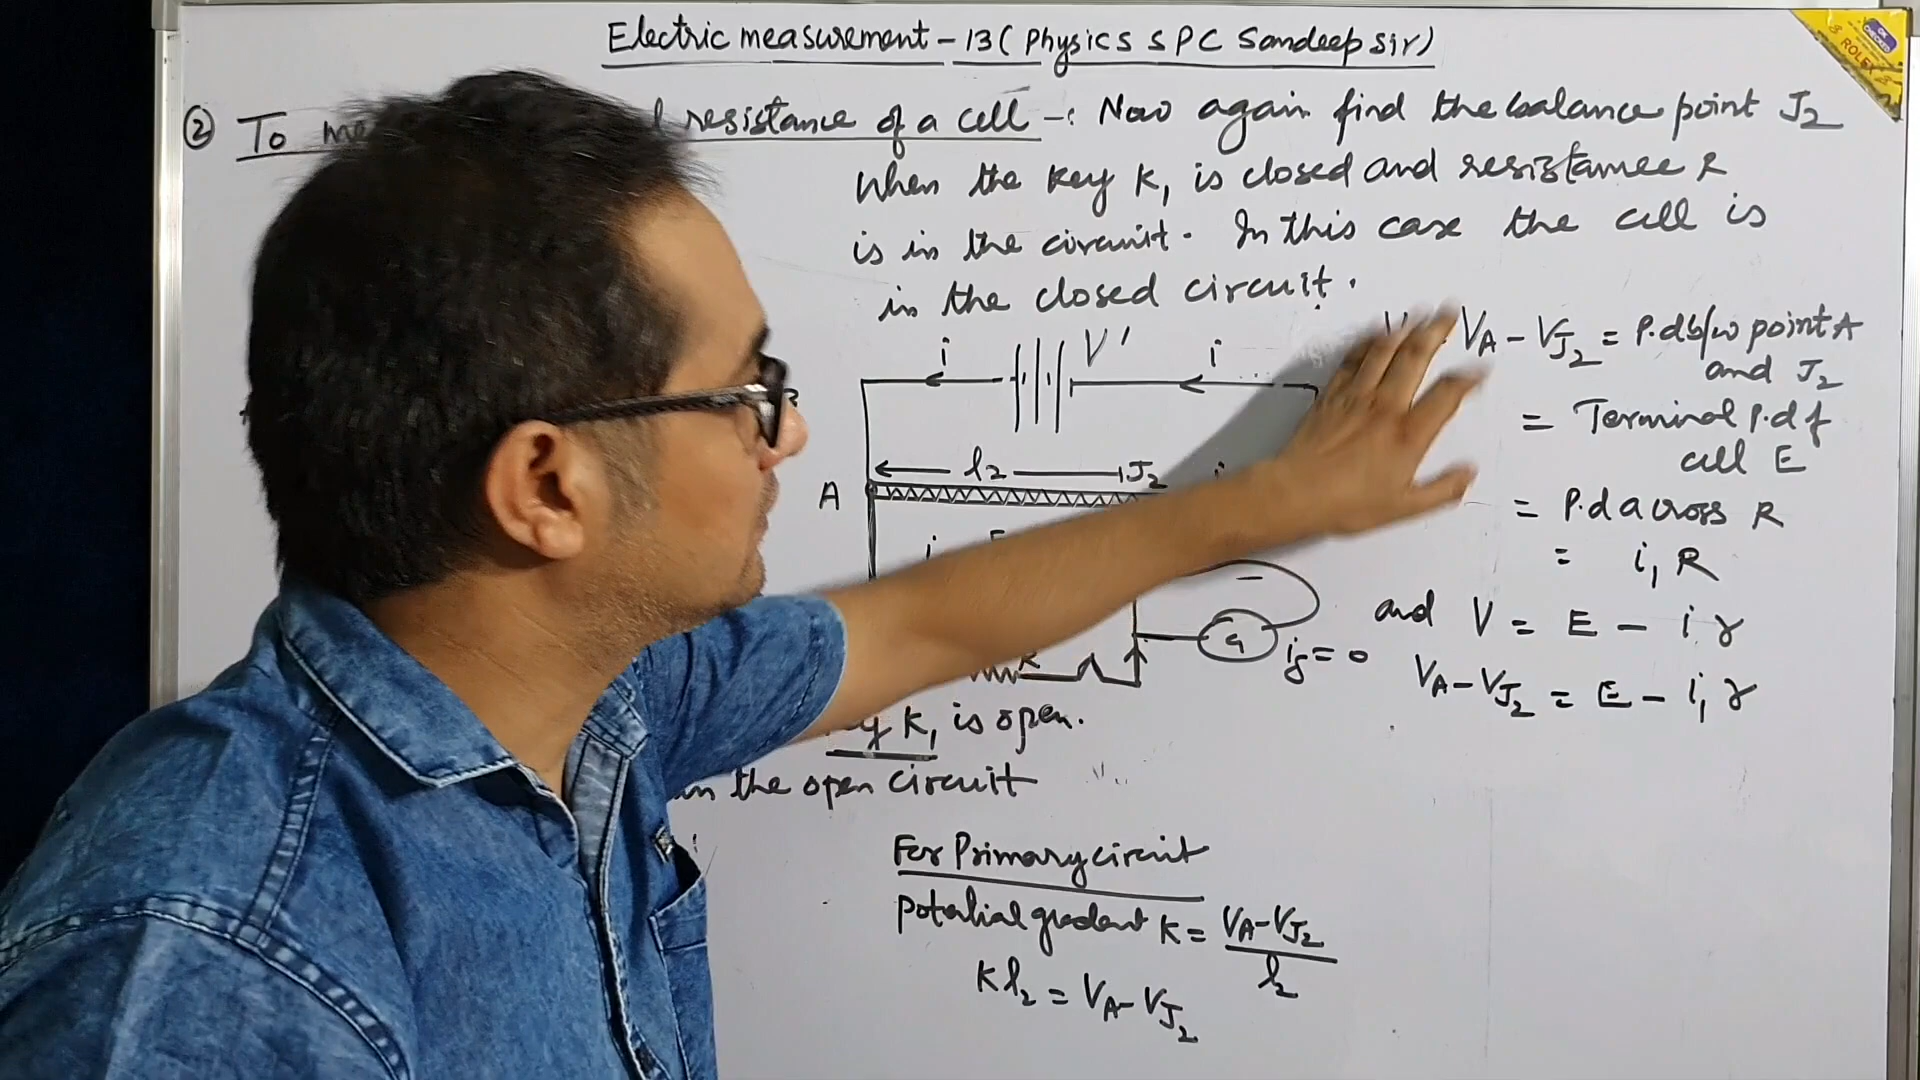 Electric measurement - 13 ( Physics SPC Sandeep Sir )
② To me resistance of a cell -: Now again find the balance point J₂
When the key K₁ is closed and resistance R
is in the circuit. In this case the cell is
in the closed circuit.
i V' i
VA - VJ₂ = P.d b/w point A
and J₂
= Terminal P.d of
cell E
= P.d across R
= i₁ R
and V = E - i r
VA - VJ₂ = E - i₁ r
l₂ J₂
A
G ig = 0
R
K₁ is open.
in the open circuit
For Primary circuit
Potential gradient K = VA - VJ₂ / l₂
K l₂ = VA - VJ₂
OK CHECKED
ROLEX